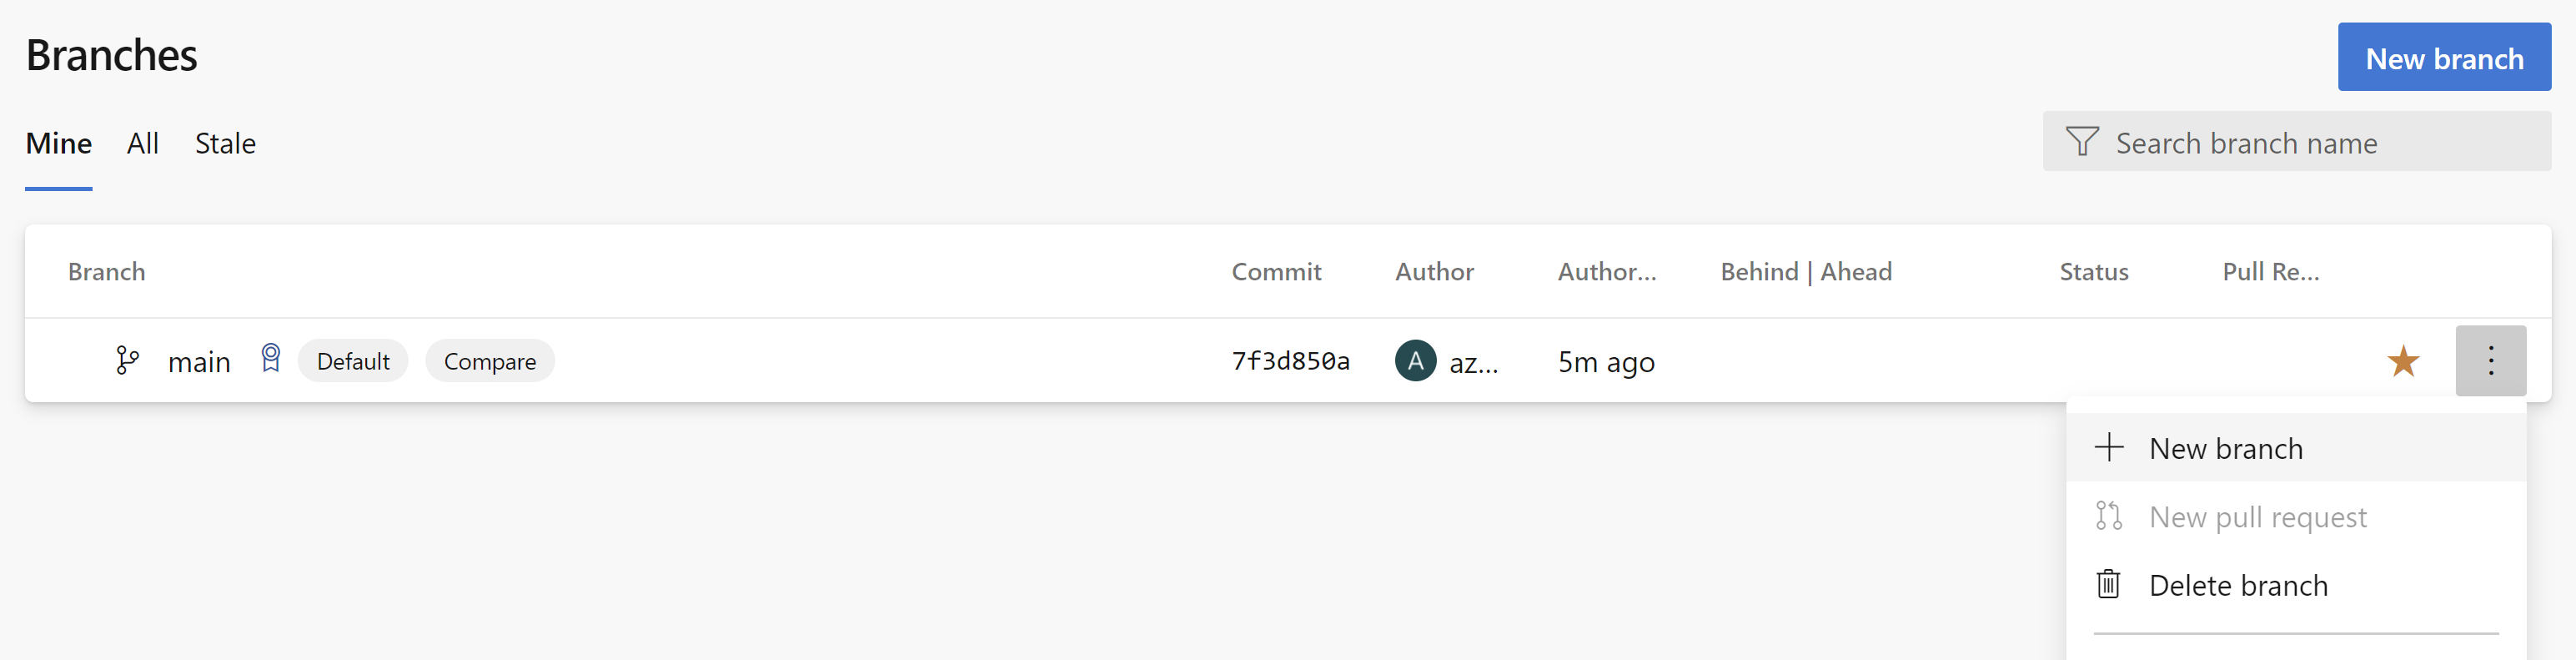 Branches
New branch
Mine All Stale
Search branch name
Branch Commit Author Author... Behind | Ahead Status Pull Re...
main Default Compare 7f3d850a A az... 5m ago
New branch
New pull request
Delete branch